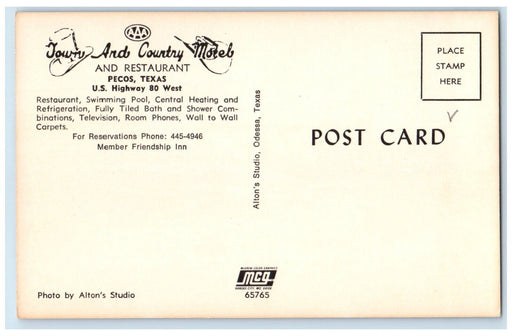 AAA
Town And Country Motel
AND RESTAURANT
PECOS, TEXAS
U.S. Highway 80 West
Restaurant, Swimming Pool, Central Heating and
Refrigeration, Fully Tiled Bath and Shower Com-
binations, Television, Room Phones, Wall to Wall
Carpets.
For Reservations Phone: 445-4946
Member Friendship Inn
Alton's Studio, Odessa, Texas
PLACE
STAMP
HERE
POST CARD
Photo by Alton's Studio
mcg
65765